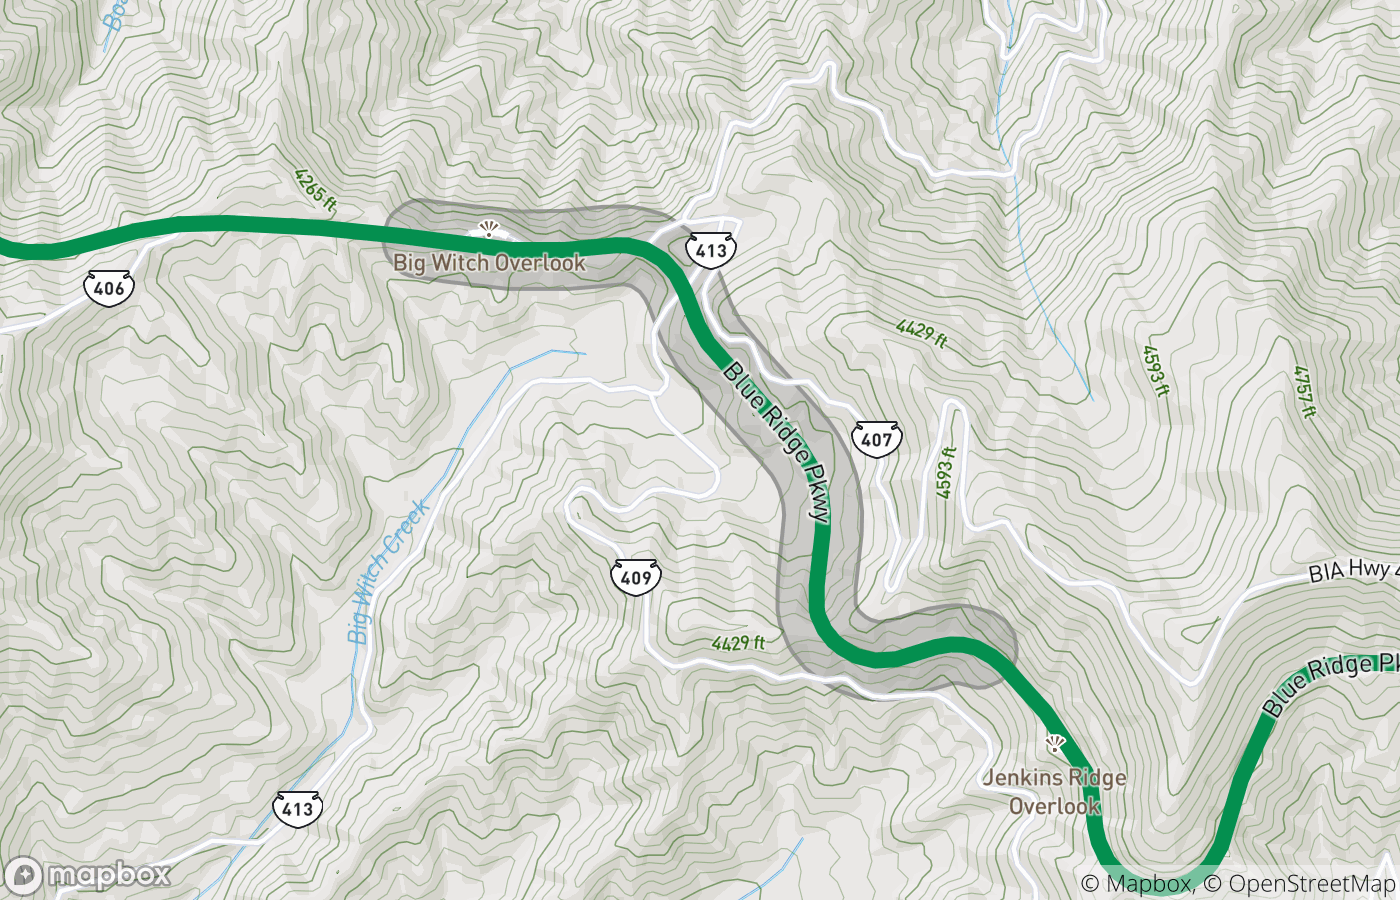 4265 ft
Big Witch Overlook
413
406
4429 ft
4593 ft
4757 ft
Blue Ridge Pkwy
407
4593 ft
Big Witch Creek
409
BIA Hwy
4429 ft
Blue Ridge
Jenkins Ridge
Overlook
413
mapbox
© Mapbox, © OpenStreetMap